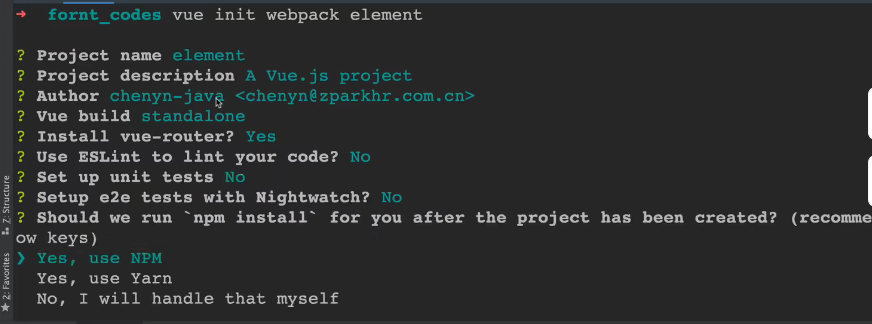 ➜ fornt_codes vue init webpack element
? Project name element
? Project description A Vue.js project
? Author chenyn-java <chenyn@zparkhr.com.cn>
? Vue build standalone
? Install vue-router? Yes
? Use ESLint to lint your code? No
? Set up unit tests No
? Setup e2e tests with Nightwatch? No
? Should we run `npm install` for you after the project has been created? (recomme
ow keys)
❯ Yes, use NPM
Yes, use Yarn
No, I will handle that myself
Z: Structure
2: Favorites